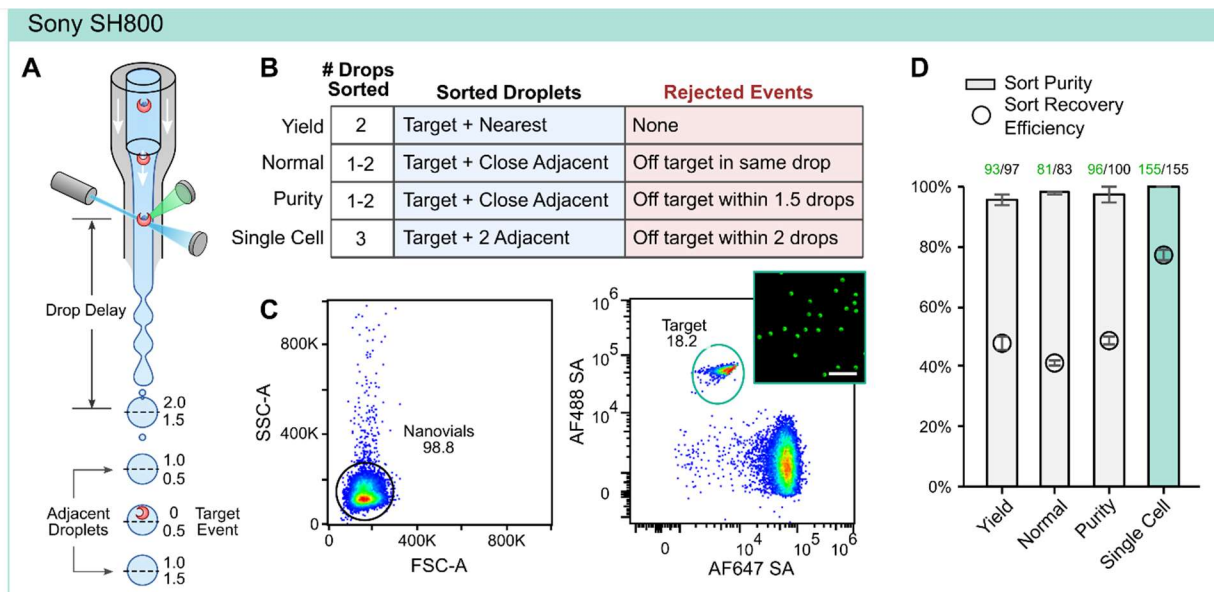 Sony SH800
A
Drop Delay
2.0
1.5
1.0
0.5
Adjacent
Droplets
0
0.5
Target
Event
1.0
1.5
B
# Drops
Sorted
Sorted Droplets
Rejected Events
Yield
2
Target + Nearest
None
Normal
1-2
Target + Close Adjacent
Off target in same drop
Purity
1-2
Target + Close Adjacent
Off target within 1.5 drops
Single Cell
3
Target + 2 Adjacent
Off target within 2 drops
C
SSC-A
800K
400K
0
Nanovials
98.8
0
400K
800K
FSC-A
AF488 SA
10^6
10^5
10^4
0
Target
18.2
0
10^4
10^5
10^6
AF647 SA
D
Sort Purity
Sort Recovery
Efficiency
93/97
81/83
96/100
155/155
100%
80%
60%
40%
20%
0%
Yield
Normal
Purity
Single Cell